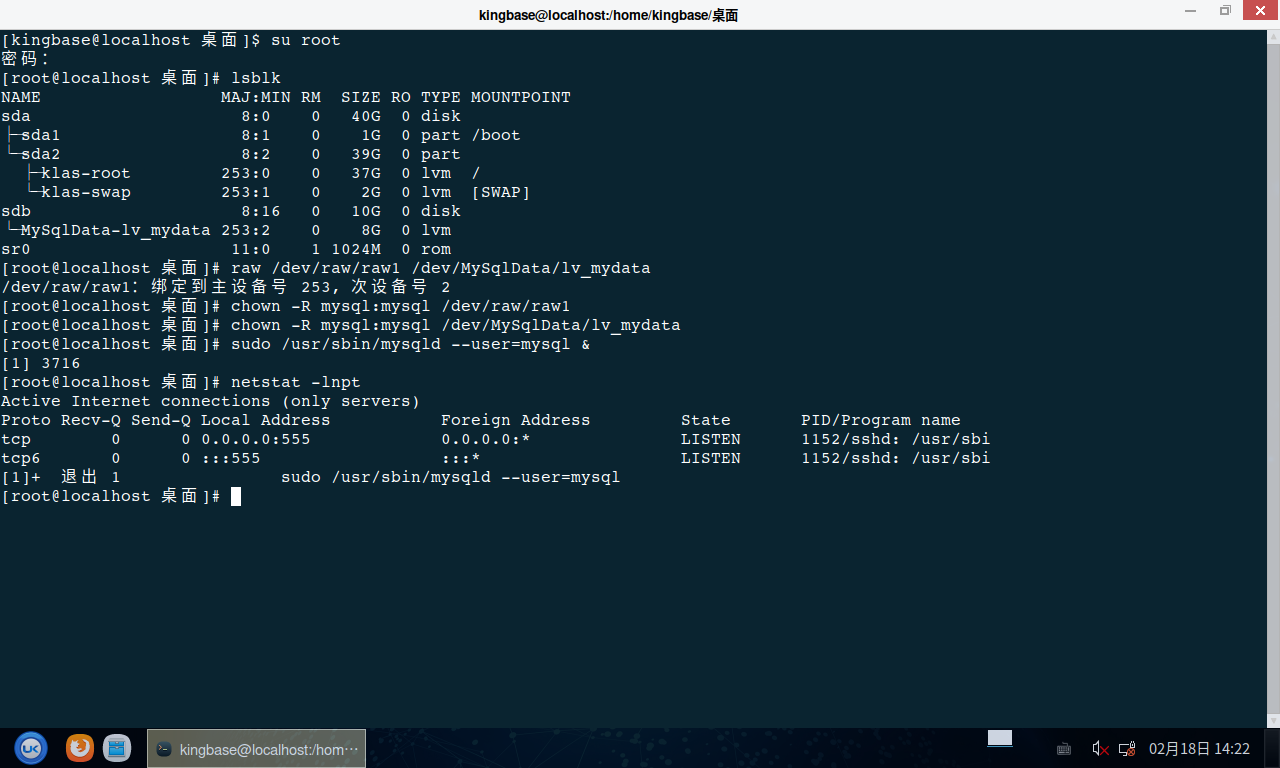 kingbase@localhost:/home/kingbase/桌面
[kingbase@localhost 桌面]$ su root
密码：
[root@localhost 桌面]# lsblk
NAME                  MAJ:MIN RM  SIZE RO TYPE MOUNTPOINT
sda                     8:0    0   40G  0 disk
├─sda1                  8:1    0    1G  0 part /boot
└─sda2                  8:2    0   39G  0 part
  ├─klas-root         253:0    0   37G  0 lvm  /
  └─klas-swap         253:1    0    2G  0 lvm  [SWAP]
sdb                     8:16   0   10G  0 disk
└─MySqlData-lv_mydata 253:2    0    8G  0 lvm
sr0                    11:0    1 1024M  0 rom
[root@localhost 桌面]# raw /dev/raw/raw1 /dev/MySqlData/lv_mydata
/dev/raw/raw1：绑定到主设备号 253，次设备号 2
[root@localhost 桌面]# chown -R mysql:mysql /dev/raw/raw1
[root@localhost 桌面]# chown -R mysql:mysql /dev/MySqlData/lv_mydata
[root@localhost 桌面]# sudo /usr/sbin/mysqld --user=mysql &
[1] 3716
[root@localhost 桌面]# netstat -lnpt
Active Internet connections (only servers)
Proto Recv-Q Send-Q Local Address           Foreign Address         State       PID/Program name
tcp        0      0 0.0.0.0:555             0.0.0.0:*               LISTEN      1152/sshd: /usr/sbi
tcp6       0      0 :::555                  :::*                    LISTEN      1152/sshd: /usr/sbi
[1]+  退出 1                sudo /usr/sbin/mysqld --user=mysql
[root@localhost 桌面]#
UK
kingbase@localhost:/hom···
02月18日 14:22